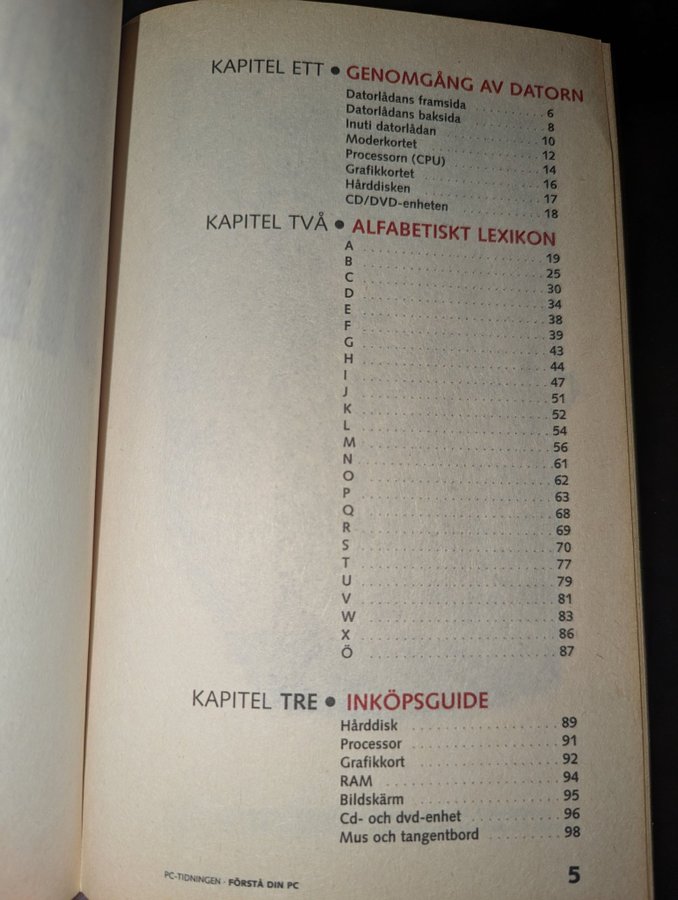 KAPITEL ETT • GENOMGÅNG AV DATORN
Datorlådans framsida 6
Datorlådans baksida 8
Inuti datorlådan 10
Moderkortet 12
Processorn (CPU) 14
Grafikkortet 16
Hårddisken 17
CD/DVD-enheten 18
KAPITEL TVÅ • ALFABETISKT LEXIKON
A 19
B 25
C 30
D 34
E 38
F 39
G 43
H 44
I 47
J 51
K 52
L 54
M 56
N 61
O 62
P 63
Q 68
R 69
S 70
T 77
U 79
V 81
W 83
X 86
Ö 87
KAPITEL TRE • INKÖPSGUIDE
Hårddisk 89
Processor 91
Grafikkort 92
RAM 94
Bildskärm 95
Cd- och dvd-enhet 96
Mus och tangentbord 98
PC-TIDNINGEN · FÖRSTÅ DIN PC 5